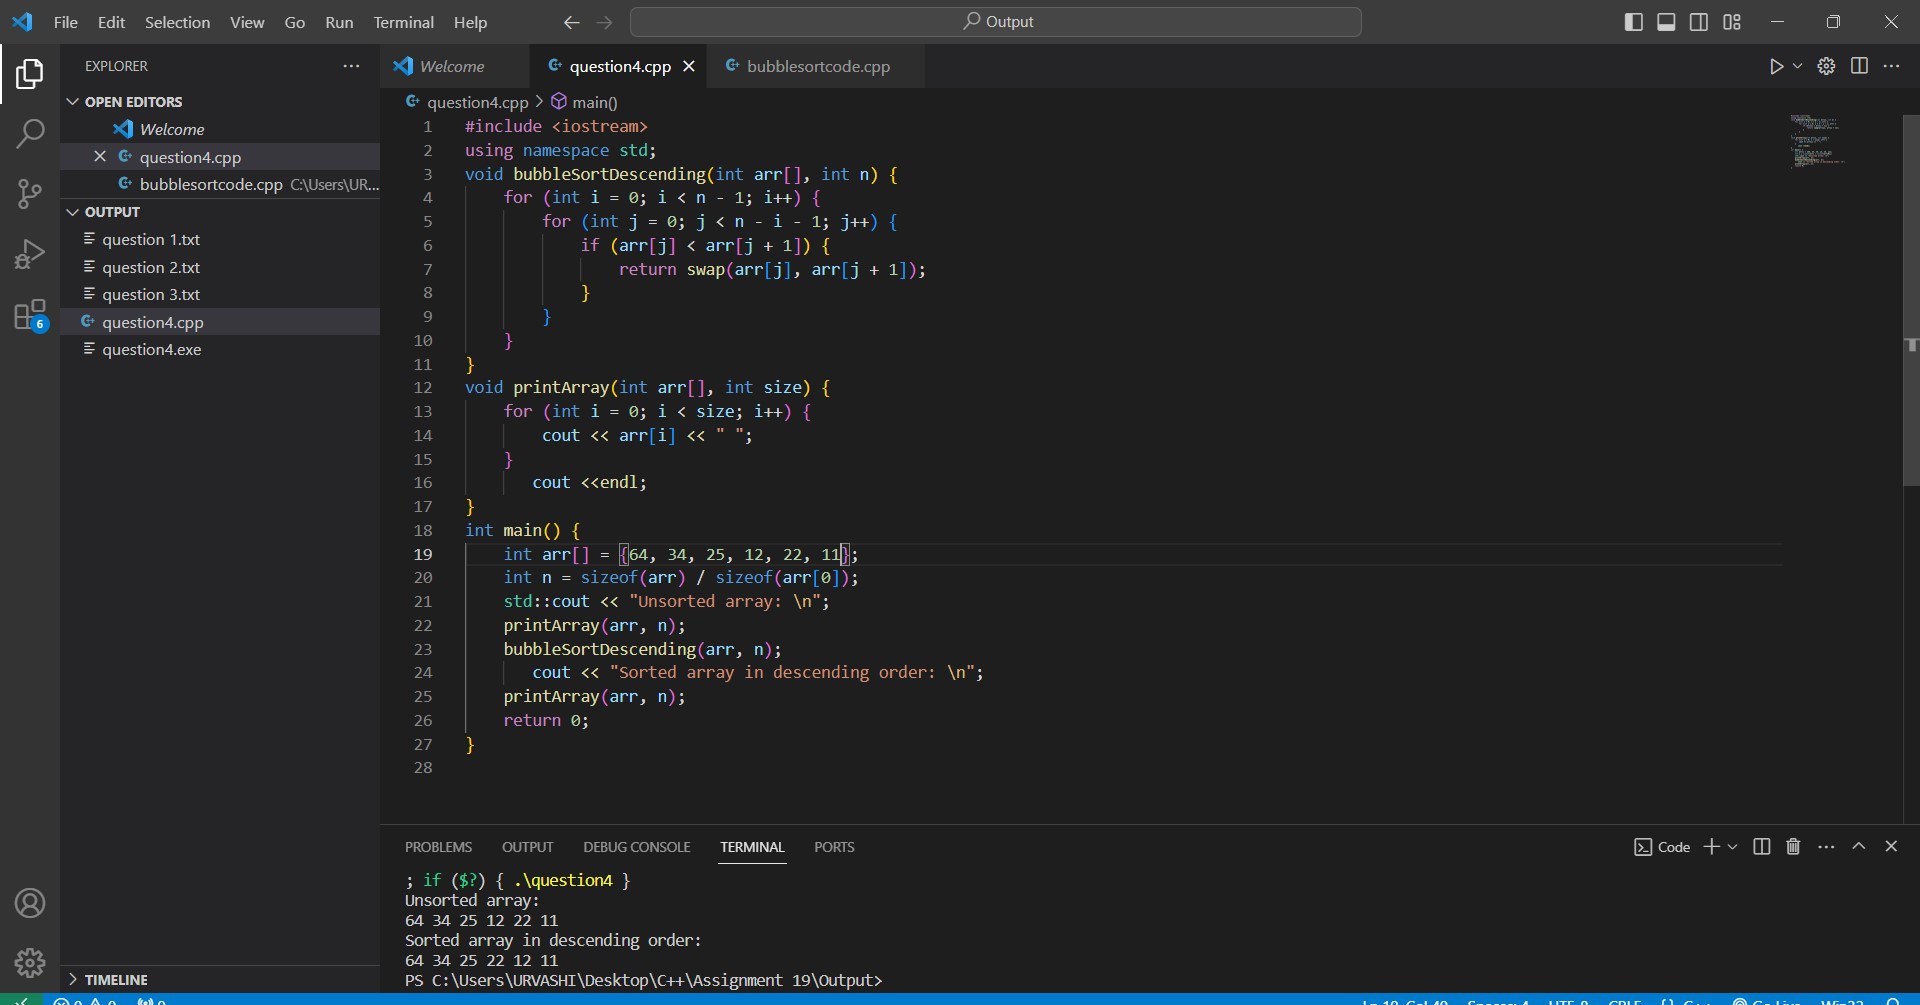 File Edit Selection View Go Run Terminal Help
Output
EXPLORER
OPEN EDITORS
Welcome
question4.cpp
bubblesortcode.cpp C:\Users\UR...
OUTPUT
question 1.txt
question 2.txt
question 3.txt
question4.cpp
question4.exe
6
TIMELINE
Welcome question4.cpp bubblesortcode.cpp
question4.cpp > main()
1 #include <iostream>
2 using namespace std;
3 void bubbleSortDescending(int arr[], int n) {
4 for (int i = 0; i < n - 1; i++) {
5 for (int j = 0; j < n - i - 1; j++) {
6 if (arr[j] < arr[j + 1]) {
7 return swap(arr[j], arr[j + 1]);
8 }
9 }
10 }
11 }
12 void printArray(int arr[], int size) {
13 for (int i = 0; i < size; i++) {
14 cout << arr[i] << " ";
15 }
16 cout <<endl;
17 }
18 int main() {
19 int arr[] = {64, 34, 25, 12, 22, 11};
20 int n = sizeof(arr) / sizeof(arr[0]);
21 std::cout << "Unsorted array: \n";
22 printArray(arr, n);
23 bubbleSortDescending(arr, n);
24 cout << "Sorted array in descending order: \n";
25 printArray(arr, n);
26 return 0;
27 }
28
PROBLEMS OUTPUT DEBUG CONSOLE TERMINAL PORTS
Code
; if ($?) { .\question4 }
Unsorted array:
64 34 25 12 22 11
Sorted array in descending order:
64 34 25 22 12 11
PS C:\Users\URVASHI\Desktop\C++\Assignment 19\Output>